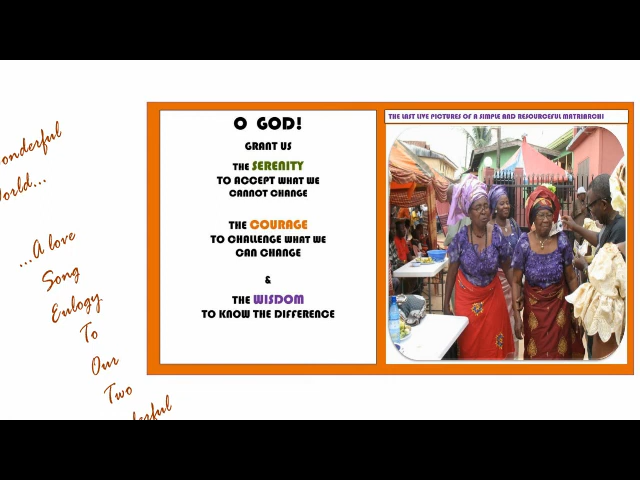 World...
...A love
Song
Eulogy
To
Our
Two
O GOD!
GRANT US
THE SERENITY
TO ACCEPT WHAT WE
CANNOT CHANGE
THE COURAGE
TO CHALLENGE WHAT WE
CAN CHANGE
&
THE WISDOM
TO KNOW THE DIFFERENCE
THE LAST LIVE PICTURES OF A SIMPLE AND RESOURCEFUL MATRIARCH!